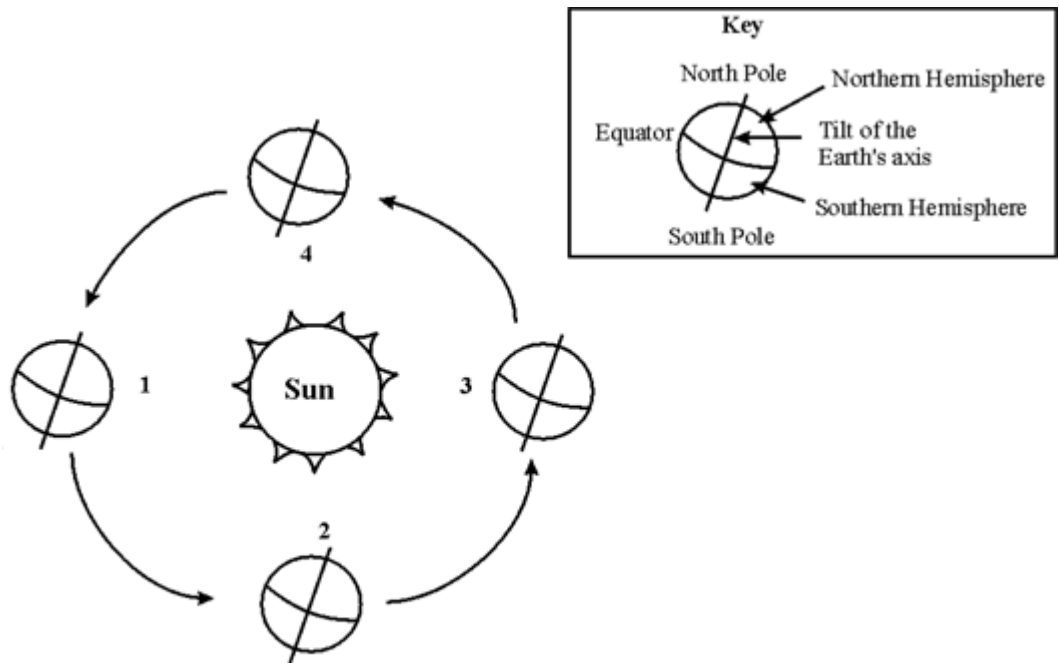 Key
North Pole
Northern Hemisphere
Equator
Tilt of the
Earth's axis
Southern Hemisphere
South Pole
4
1
Sun
3
2